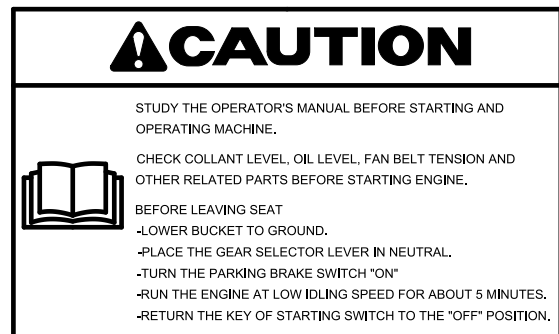 CAUTION
STUDY THE OPERATOR'S MANUAL BEFORE STARTING AND
OPERATING MACHINE.
CHECK COLLANT LEVEL, OIL LEVEL, FAN BELT TENSION AND
OTHER RELATED PARTS BEFORE STARTING ENGINE.
BEFORE LEAVING SEAT
-LOWER BUCKET TO GROUND.
-PLACE THE GEAR SELECTOR LEVER IN NEUTRAL.
-TURN THE PARKING BRAKE SWITCH "ON"
-RUN THE ENGINE AT LOW IDLING SPEED FOR ABOUT 5 MINUTES.
-RETURN THE KEY OF STARTING SWITCH TO THE "OFF" POSITION.